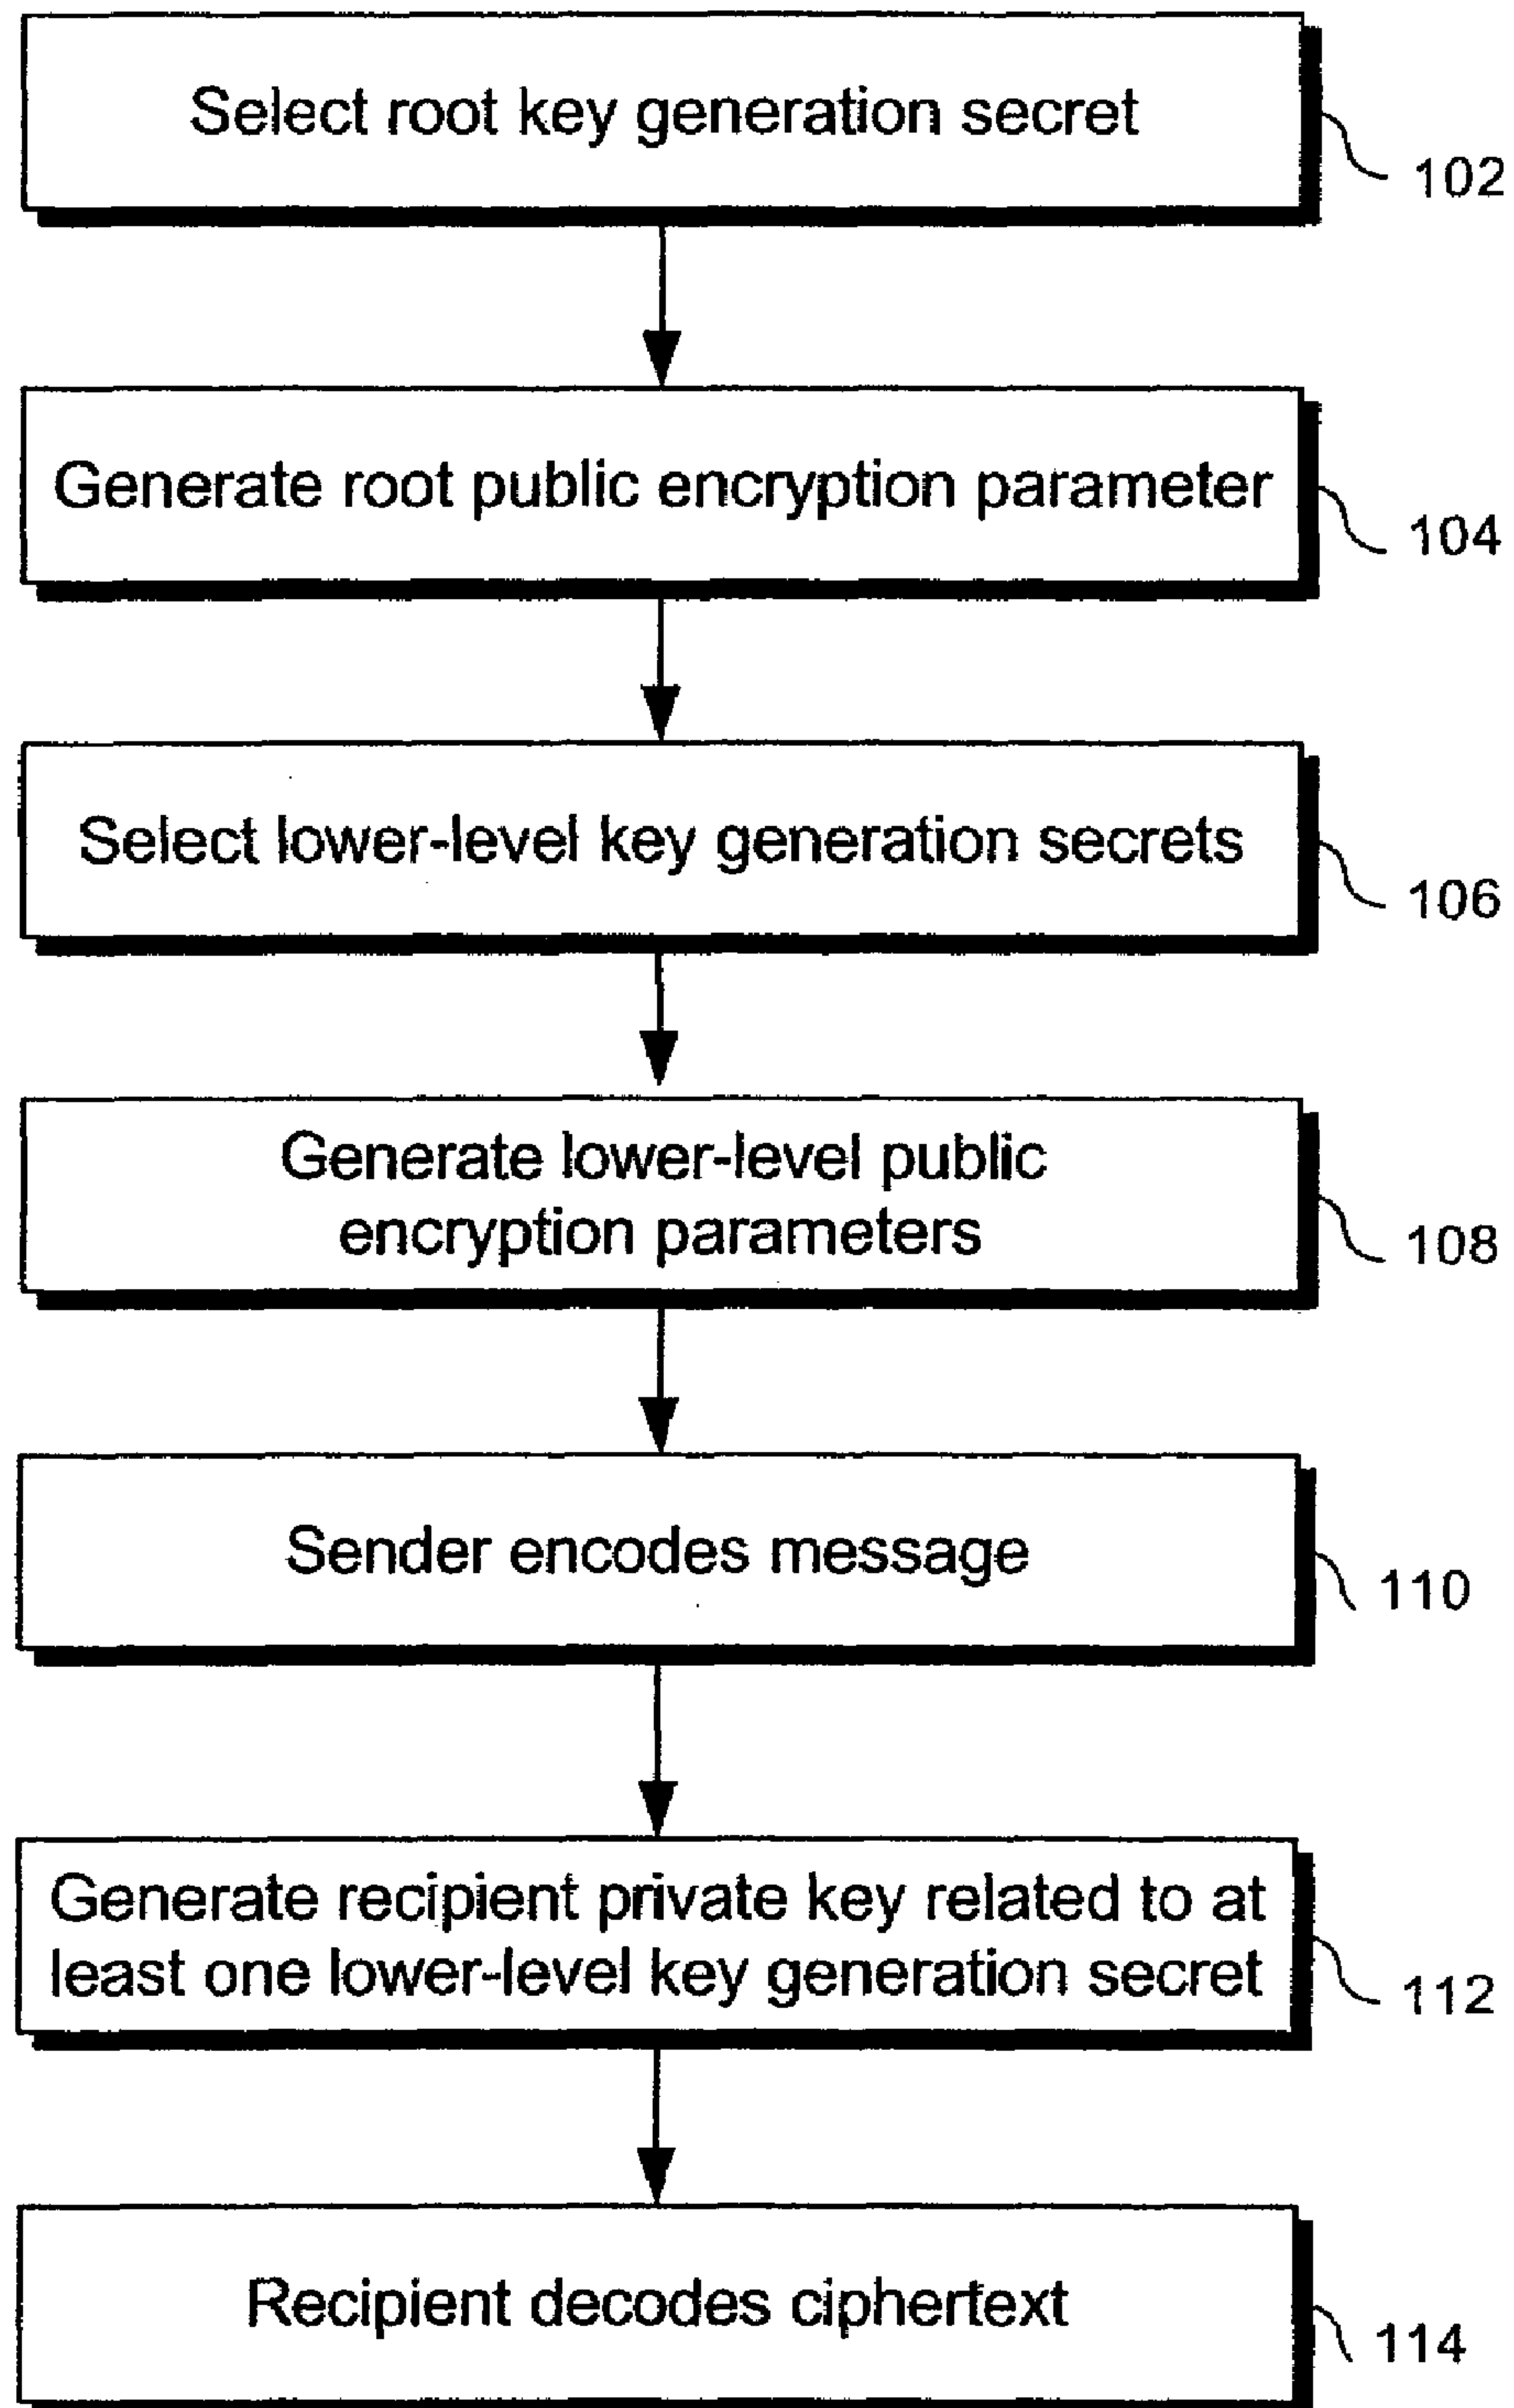 Select root key generation secret
102
Generate root public encryption parameter
104
Select lower-level key generation secrets
106
Generate lower-level public
encryption parameters
108
Sender encodes message
110
Generate recipient private key related to at
least one lower-level key generation secret
112
Recipient decodes ciphertext
114